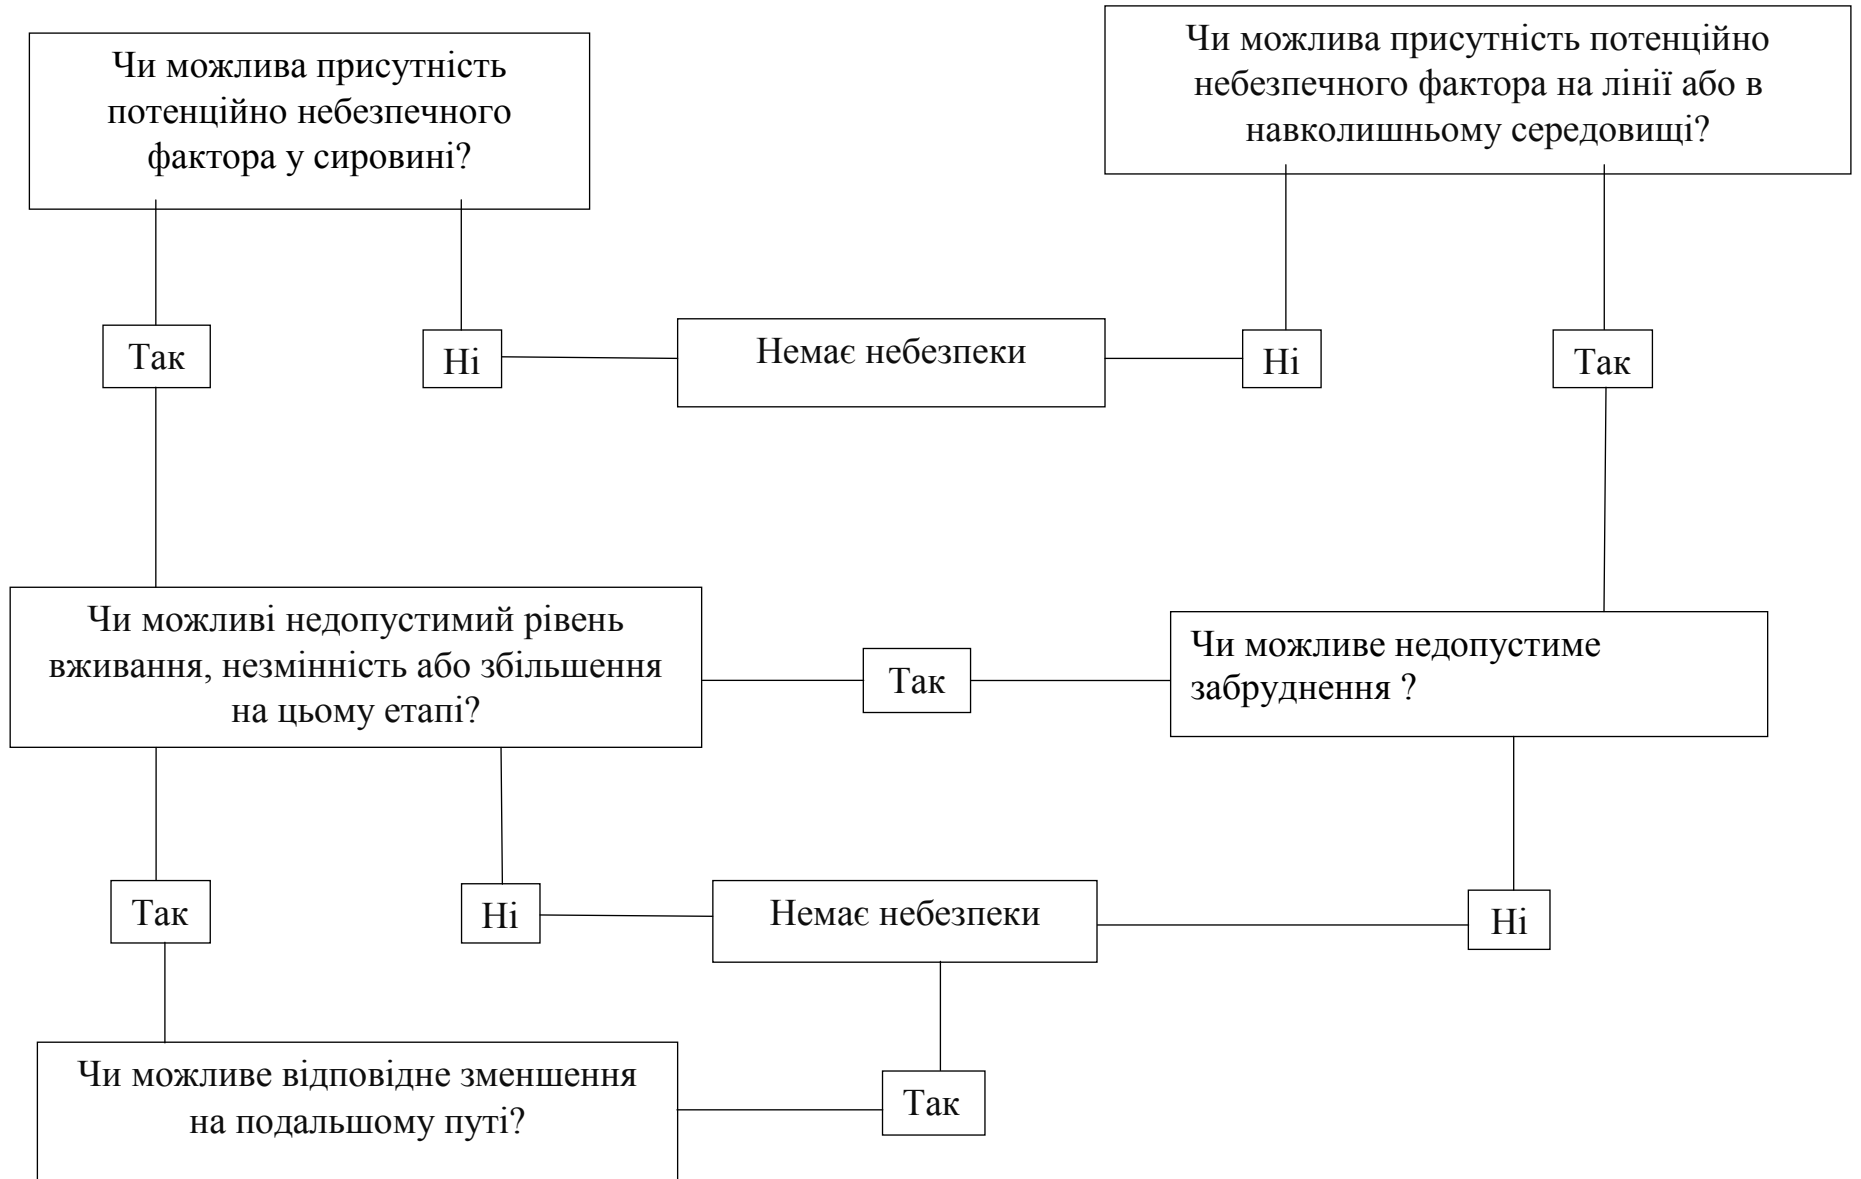 Чи можлива присутність
потенційно небезпечного
фактора у сировині?
Чи можлива присутність потенційно
небезпечного фактора на лінії або в
навколишньому середовищі?
Так
Ні
Немає небезпеки
Ні
Так
Чи можливі недопустимий рівень
вживання, незмінність або збільшення
на цьому етапі?
Так
Чи можливе недопустиме
забруднення ?
Так
Ні
Немає небезпеки
Ні
Чи можливе відповідне зменшення
на подальшому путі?
Так